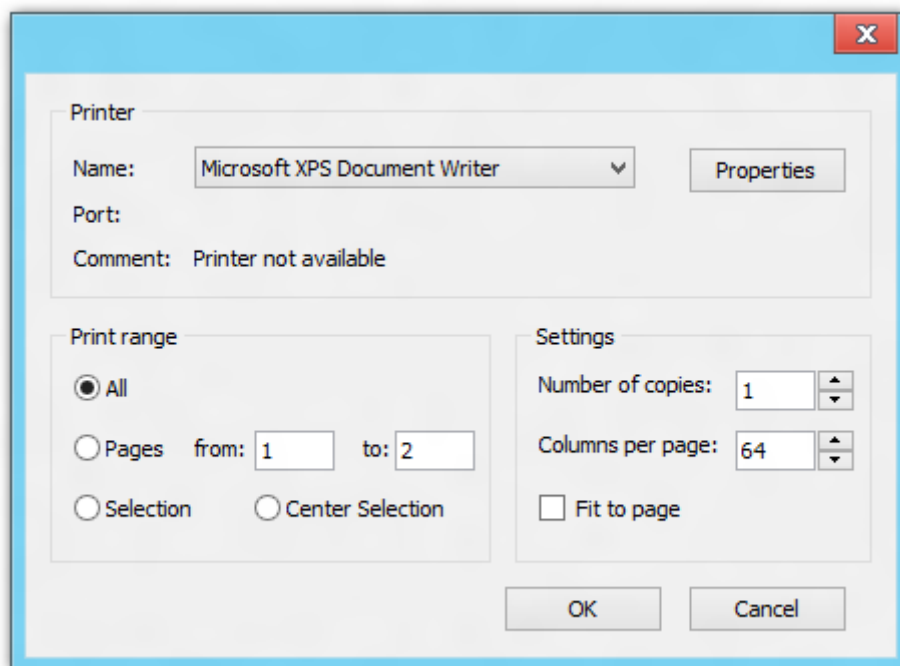 Printer
Name: Microsoft XPS Document Writer Properties
Port:
Comment: Printer not available
Print range
All
Pages from: 1 to: 2
Selection Center Selection
Settings
Number of copies: 1
Columns per page: 64
Fit to page
OK Cancel